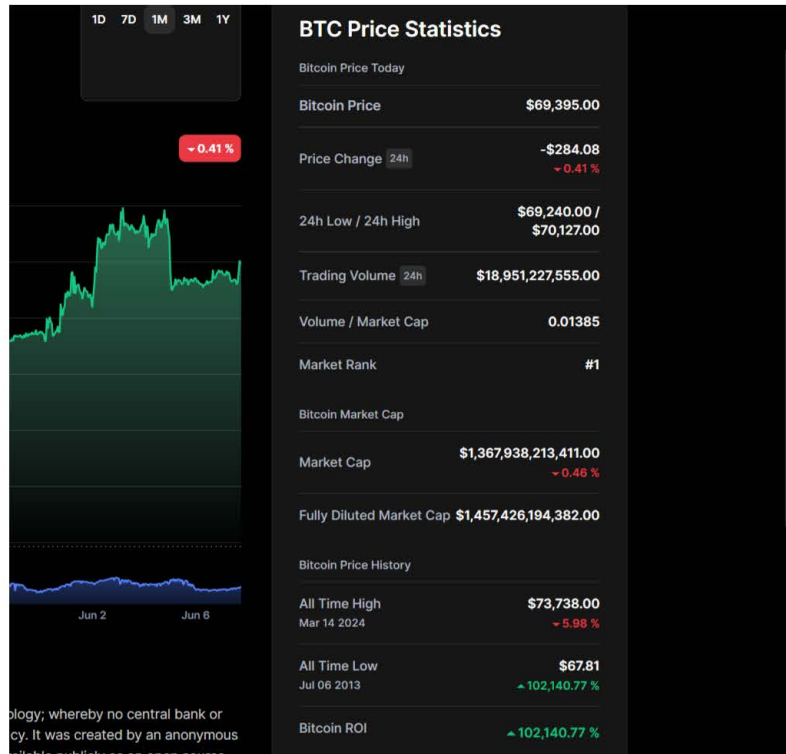 1D 7D 1M 3M 1Y
0.41 %
Jun 2 Jun 6
ology; whereby no central bank or
cy. It was created by an anonymous
BTC Price Statistics
Bitcoin Price Today
Bitcoin Price $69,395.00
Price Change 24h -$284.08
0.41 %
24h Low / 24h High $69,240.00 /
$70,127.00
Trading Volume 24h $18,951,227,555.00
Volume / Market Cap 0.01385
Market Rank #1
Bitcoin Market Cap
Market Cap $1,367,938,213,411.00
0.46 %
Fully Diluted Market Cap $1,457,426,194,382.00
Bitcoin Price History
All Time High $73,738.00
Mar 14 2024 5.98 %
All Time Low $67.81
Jul 06 2013 102,140.77 %
Bitcoin ROI 102,140.77 %